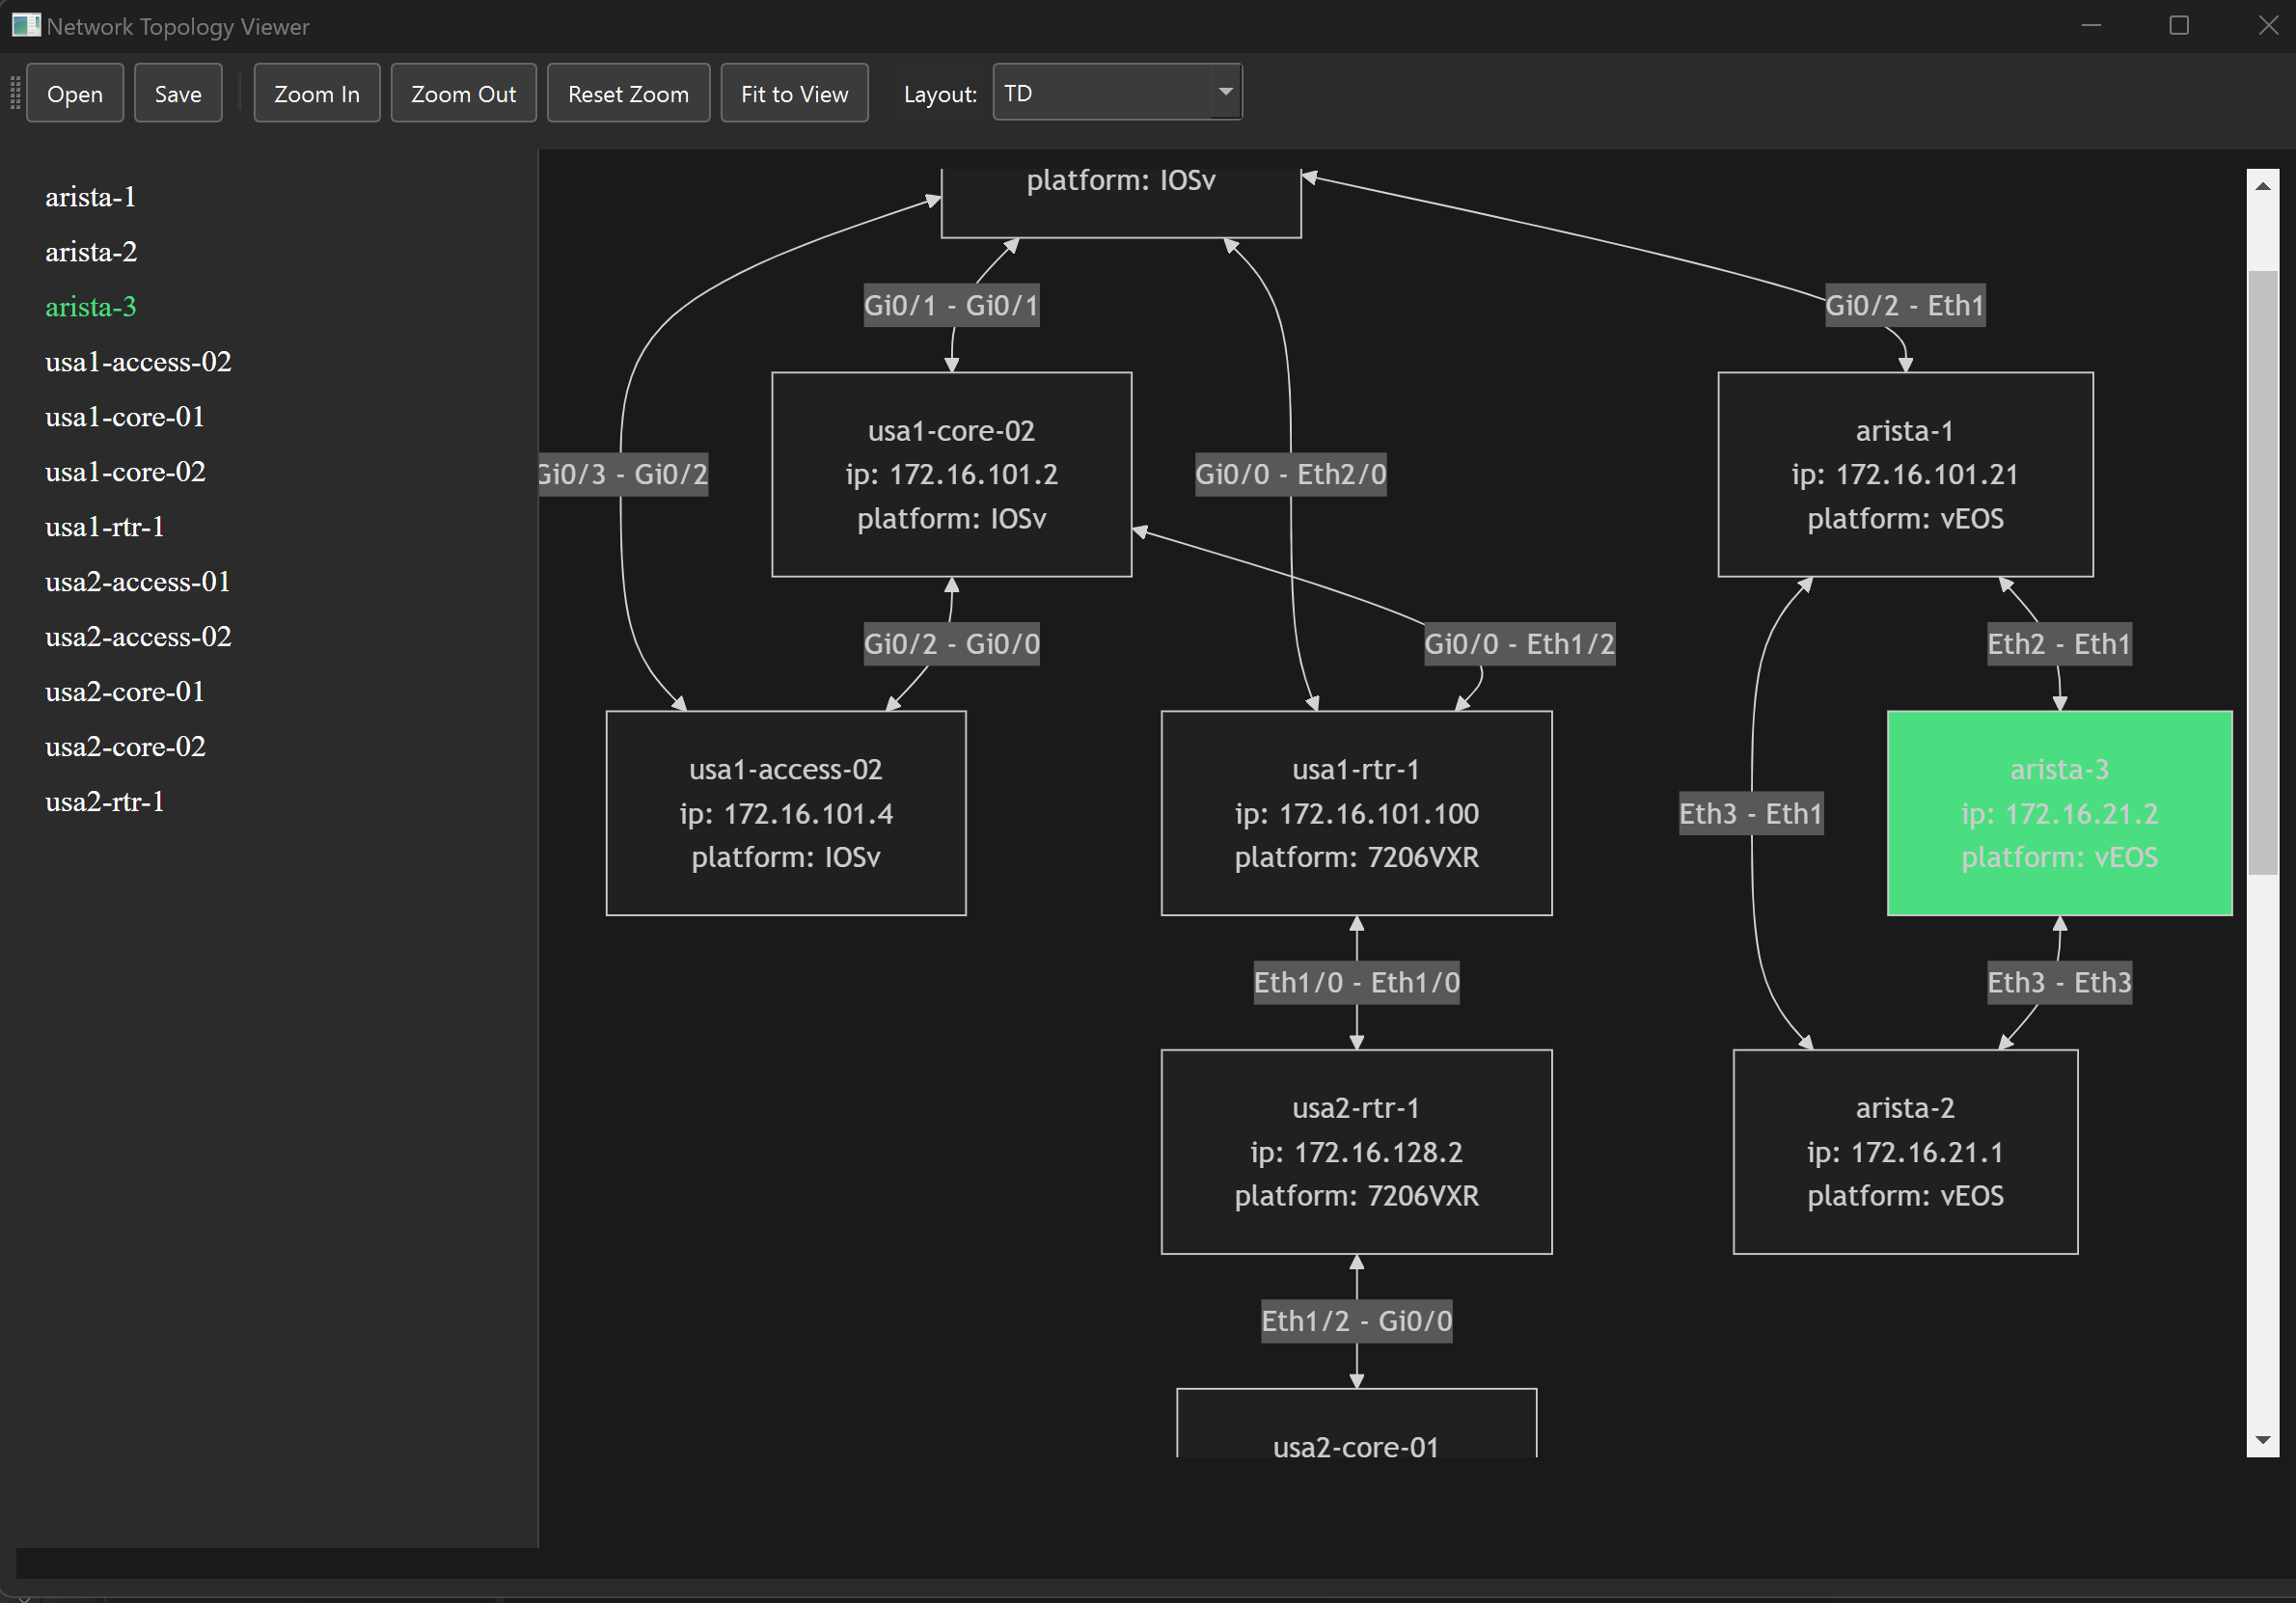 Network Topology Viewer
Open
Save
Zoom In
Zoom Out
Reset Zoom
Fit to View
Layout:
TD
arista-1
arista-2
arista-3
usa1-access-02
usa1-core-01
usa1-core-02
usa1-rtr-1
usa2-access-01
usa2-access-02
usa2-core-01
usa2-core-02
usa2-rtr-1
platform: IOSv
Gi0/1 - Gi0/1
Gi0/2 - Eth1
usa1-core-02
ip: 172.16.101.2
platform: IOSv
arista-1
ip: 172.16.101.21
platform: vEOS
Gi0/3 - Gi0/2
Gi0/0 - Eth2/0
Gi0/2 - Gi0/0
Gi0/0 - Eth1/2
Eth2 - Eth1
usa1-access-02
ip: 172.16.101.4
platform: IOSv
usa1-rtr-1
ip: 172.16.101.100
platform: 7206VXR
Eth3 - Eth1
arista-3
ip: 172.16.21.2
platform: vEOS
Eth1/0 - Eth1/0
Eth3 - Eth3
usa2-rtr-1
ip: 172.16.128.2
platform: 7206VXR
arista-2
ip: 172.16.21.1
platform: vEOS
Eth1/2 - Gi0/0
usa2-core-01